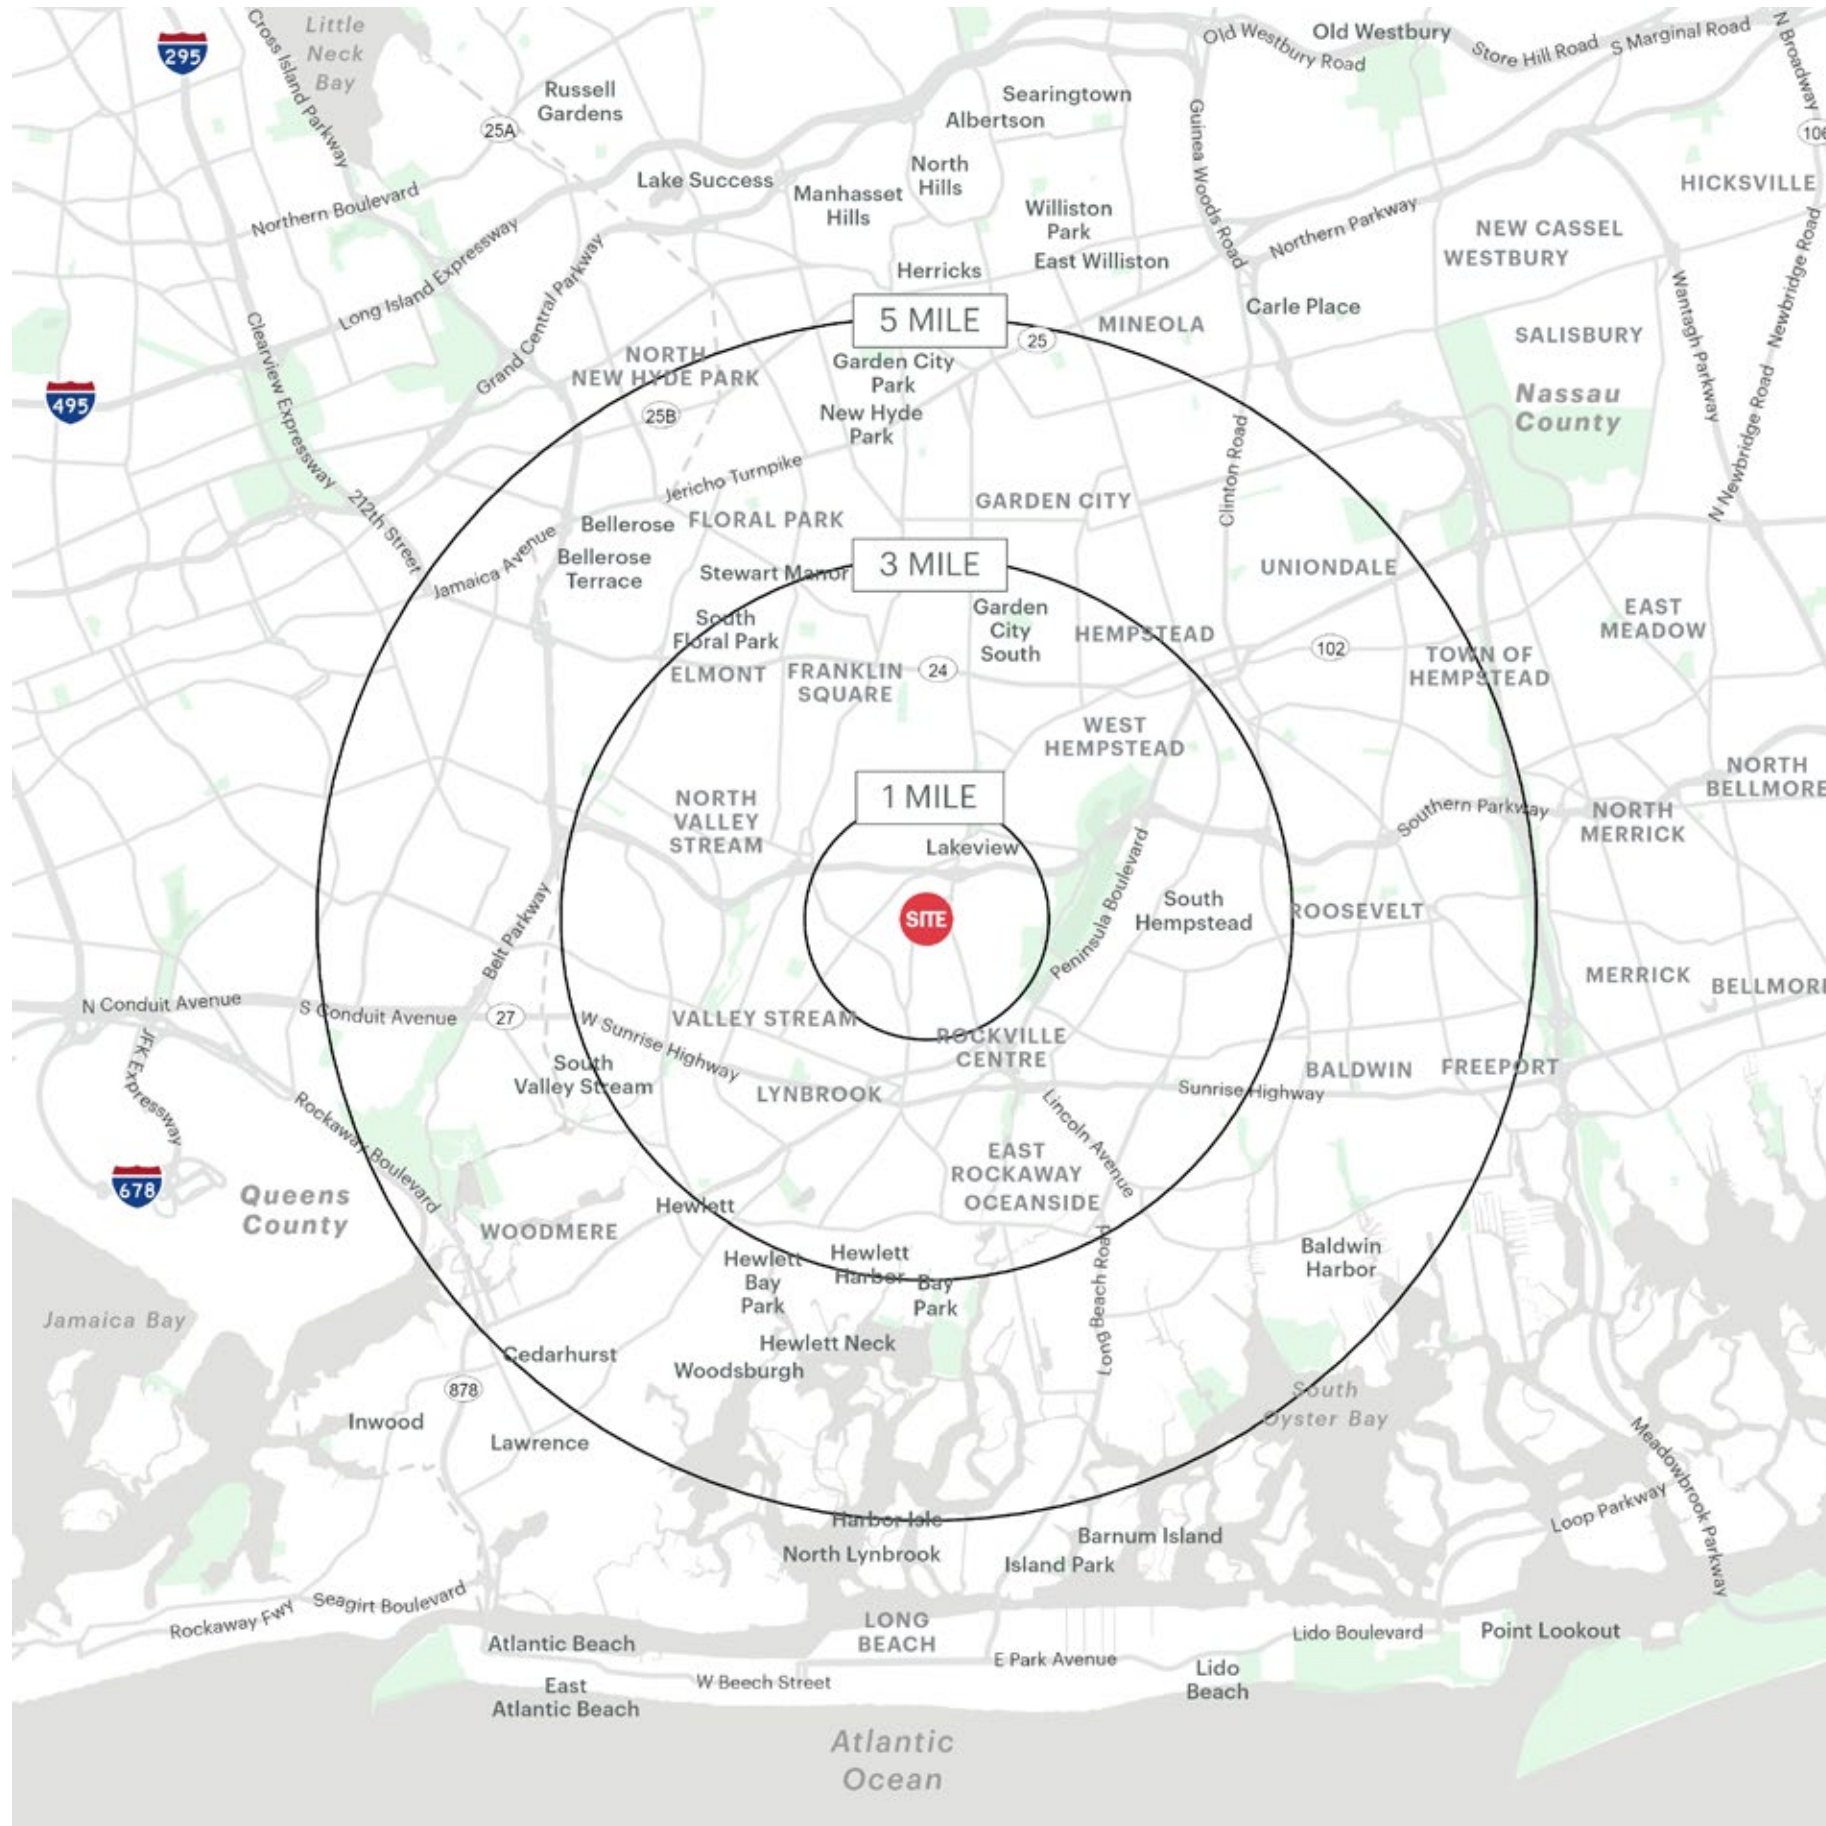 Little
Neck
Bay
295
Cross Island Parkway
Russell
Gardens
25A
Searingtown
Albertson
Old Westbury
Old Westbury Road
Store Hill Road
S Marginal Road
N Broadway
106
HICKSVILLE
Northern Boulevard
Lake Success
North
Hills
Manhasset
Hills
Williston
Park
East Williston
Herricks
Guinea Woods Road
Northern Parkway
NEW CASSEL
WESTBURY
Long Island Expressway
Grand Central Parkway
Clearview Expressway
495
5 MILE
25
MINEOLA
Carle Place
SALISBURY
Nassau
County
Wantagh Parkway
Newbridge Road
N Newbridge Road
NORTH
NEW HYDE PARK
25B
Garden City
Park
New Hyde
Park
Jericho Turnpike
GARDEN CITY
Clinton Road
212th Street
Jamaica Avenue
Bellerose
FLORAL PARK
Bellerose
Terrace
Stewart Manor
3 MILE
UNIONDALE
South
Floral Park
Garden
City
South
HEMPSTEAD
102
EAST
MEADOW
TOWN OF
HEMPSTEAD
ELMONT
FRANKLIN
SQUARE
24
WEST
HEMPSTEAD
NORTH
VALLEY
STREAM
1 MILE
Lakeview
Southern Parkway
NORTH
MERRICK
NORTH
BELLMORE
Peninsula Boulevard
SITE
South
Hempstead
ROOSEVELT
Belt Parkway
MERRICK
BELLMOR
N Conduit Avenue
S Conduit Avenue
27
W Sunrise Highway
VALLEY STREAM
ROCKVILLE
CENTRE
JFK Expressway
South
Valley Stream
LYNBROOK
Sunrise Highway
BALDWIN
FREEPORT
Rockaway Boulevard
Lincoln Avenue
EAST
ROCKAWAY
OCEANSIDE
678
Queens
County
Hewlett
WOODMERE
Hewlett
Bay
Park
Hewlett
Harbor
Bay
Park
Long Beach Road
Baldwin
Harbor
Jamaica Bay
Hewlett Neck
Woodsburgh
Cedarhurst
878
Inwood
Lawrence
South
Oyster Bay
Meadowbrook Parkway
Loop Parkway
Harbor Isle
North Lynbrook
Barnum Island
Island Park
Rockaway Fwy
Seagirt Boulevard
LONG
BEACH
Atlantic Beach
East
Atlantic Beach
W Beech Street
E Park Avenue
Lido Boulevard
Lido
Beach
Point Lookout
Atlantic
Ocean